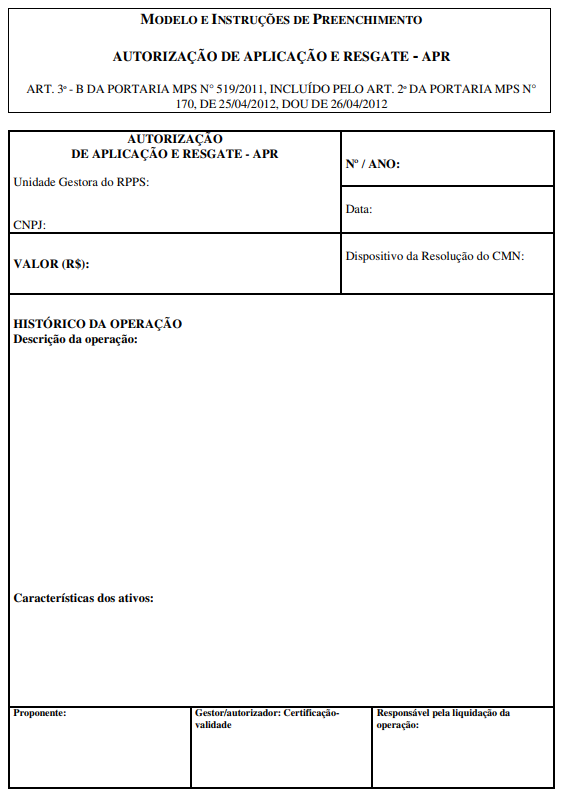 MODELO E INSTRUÇÕES DE PREENCHIMENTO
AUTORIZAÇÃO DE APLICAÇÃO E RESGATE - APR
ART. 3º - B DA PORTARIA MPS N° 519/2011, INCLUÍDO PELO ART. 2º DA PORTARIA MPS N°
170, DE 25/04/2012, DOU DE 26/04/2012
AUTORIZAÇÃO
DE APLICAÇÃO E RESGATE - APR
Unidade Gestora do RPPS:
CNPJ:
Nº / ANO:
Data:
VALOR (R$):
Dispositivo da Resolução do CMN:
HISTÓRICO DA OPERAÇÃO
Descrição da operação:
Características dos ativos:
Proponente:
Gestor/autorizador: Certificação-
validade
Responsável pela liquidação da
operação: